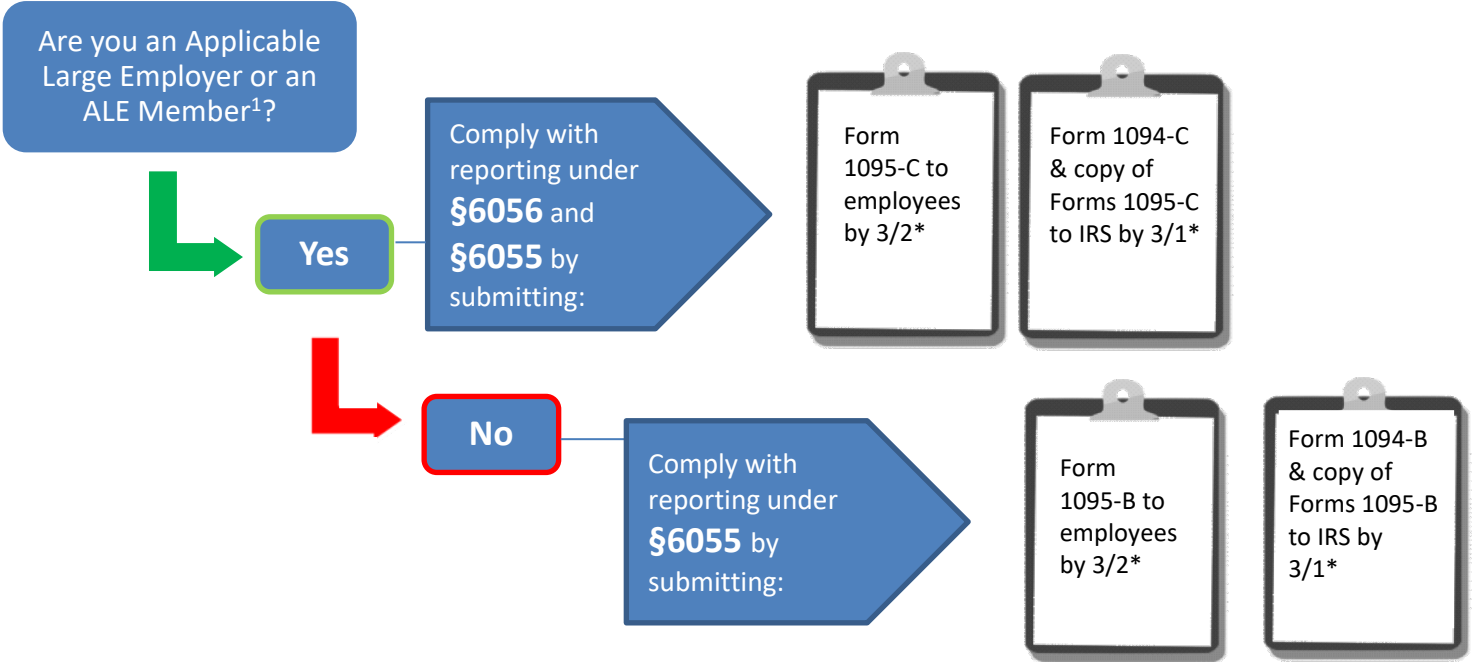 Are you an Applicable
Large Employer or an
ALE Member¹?
Yes
Comply with
reporting under
§6056 and
§6055 by
submitting:
Form
1095-C to
employees
by 3/2*
Form 1094-C
& copy of
Forms 1095-C
to IRS by 3/1*
No
Comply with
reporting under
§6055 by
submitting:
Form
1095-B to
employees
by 3/2*
Form 1094-B
& copy of
Forms 1095-B
to IRS by
3/1*